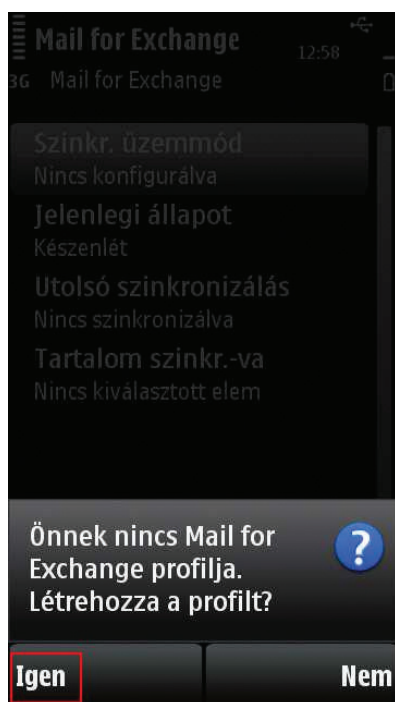 Mail for Exchange
12:58
3G Mail for Exchange
Szinkr. üzemmód
Nincs konfigurálva
Jelenlegi állapot
Készenlét
Utolsó szinkronizálás
Nincs szinkronizálva
Tartalom szinkr.-va
Nincs kiválasztott elem
Önnek nincs Mail for
Exchange profilja.
Létrehozza a profilt?
Igen Nem